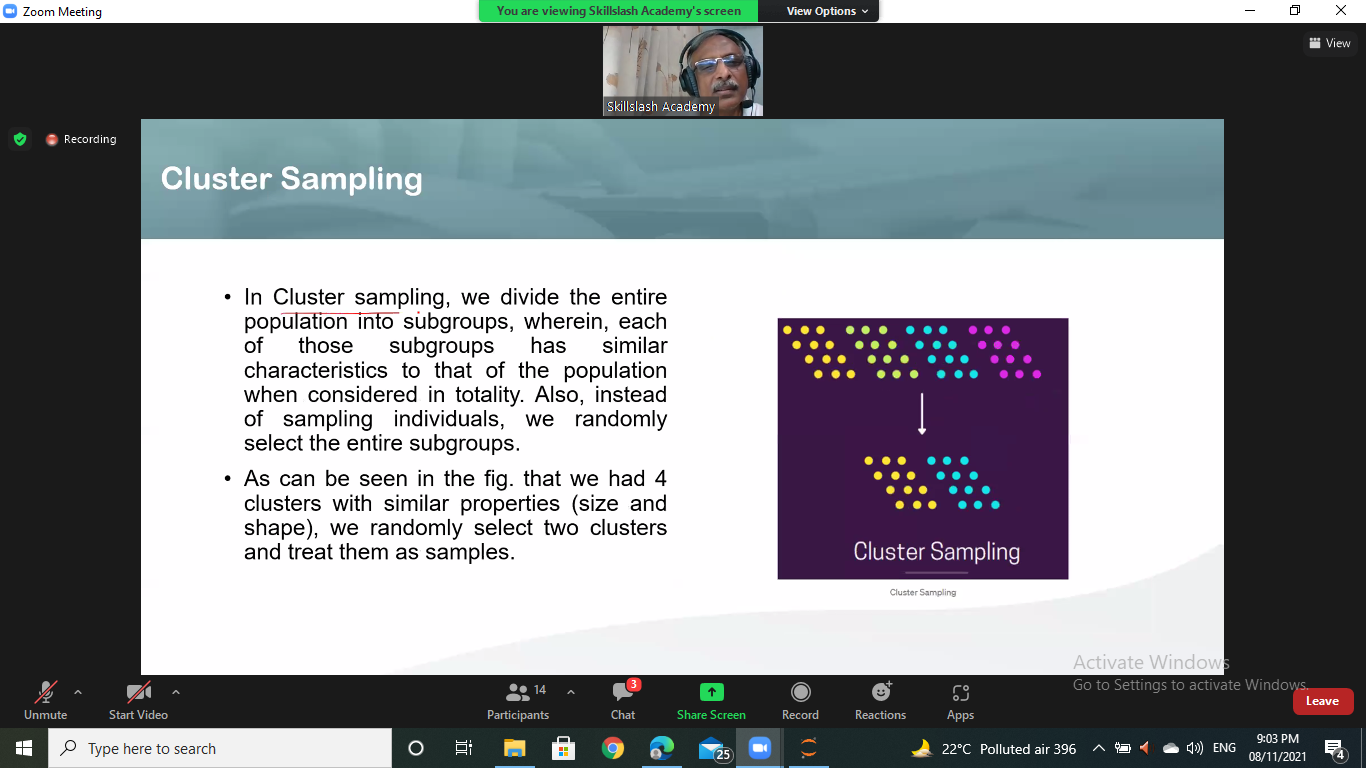 Zoom Meeting
You are viewing Skillslash Academy's screen
View Options
View
Skillslash Academy
Recording
Cluster Sampling
• In Cluster sampling, we divide the entire
population into subgroups, wherein, each
of those subgroups has similar
characteristics to that of the population
when considered in totality. Also, instead
of sampling individuals, we randomly
select the entire subgroups.
• As can be seen in the fig. that we had 4
clusters with similar properties (size and
shape), we randomly select two clusters
and treat them as samples.
Cluster Sampling
Cluster Sampling
Activate Windows
Go to Settings to activate Windows.
Unmute
Start Video
14
Participants
3
Chat
Share Screen
Record
Reactions
Apps
Leave
Type here to search
25
22°C Polluted air 396
ENG
9:03 PM
08/11/2021
4